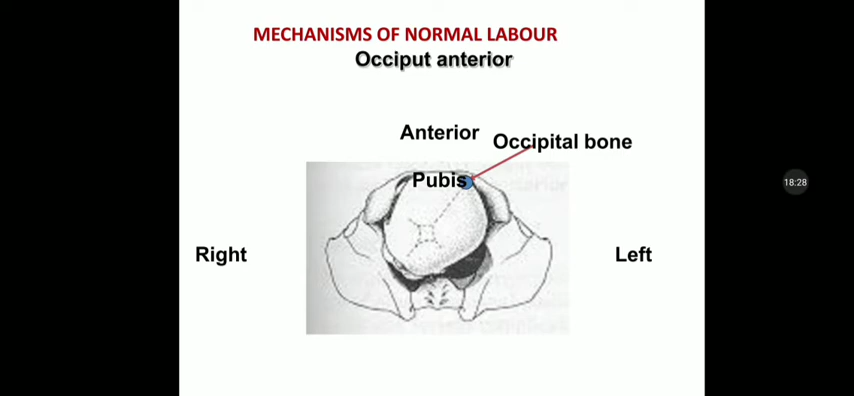 MECHANISMS OF NORMAL LABOUR
Occiput anterior
Anterior
Occipital bone
Pubis
Right
Left
18:28